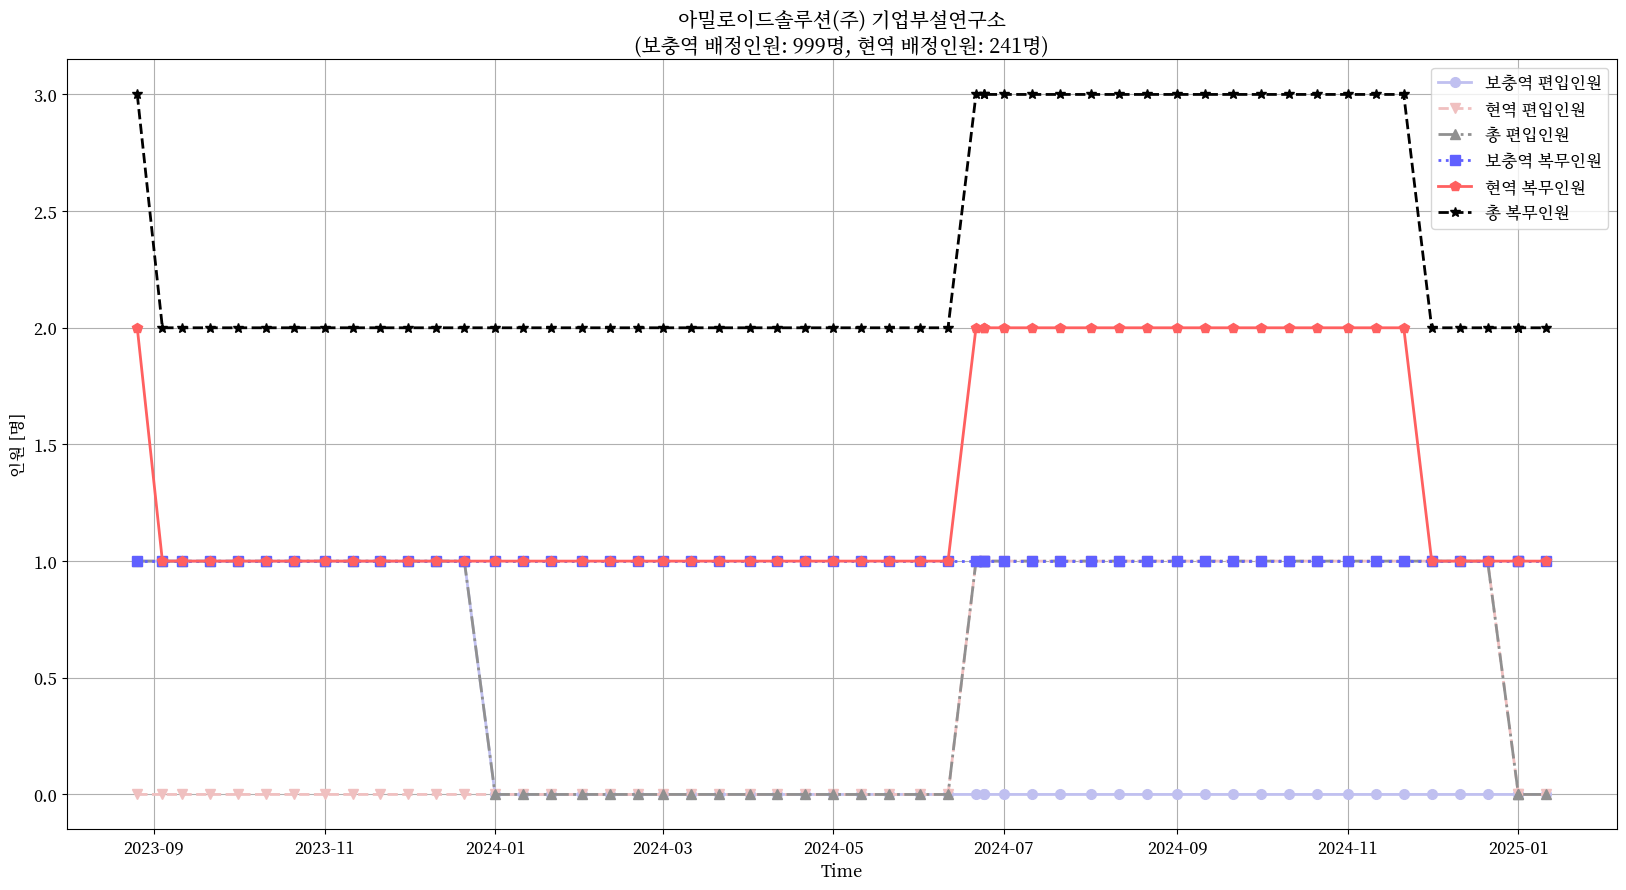 아밀로이드솔루션(주) 기업부설연구소
(보충역 배정인원: 999명, 현역 배정인원: 241명)
보충역 편입인원
현역 편입인원
총 편입인원
보충역 복무인원
현역 복무인원
총 복무인원
인원 [명]
3.0
2.5
2.0
1.5
1.0
0.5
0.0
2023-09
2023-11
2024-01
2024-03
2024-05
2024-07
2024-09
2024-11
2025-01
Time